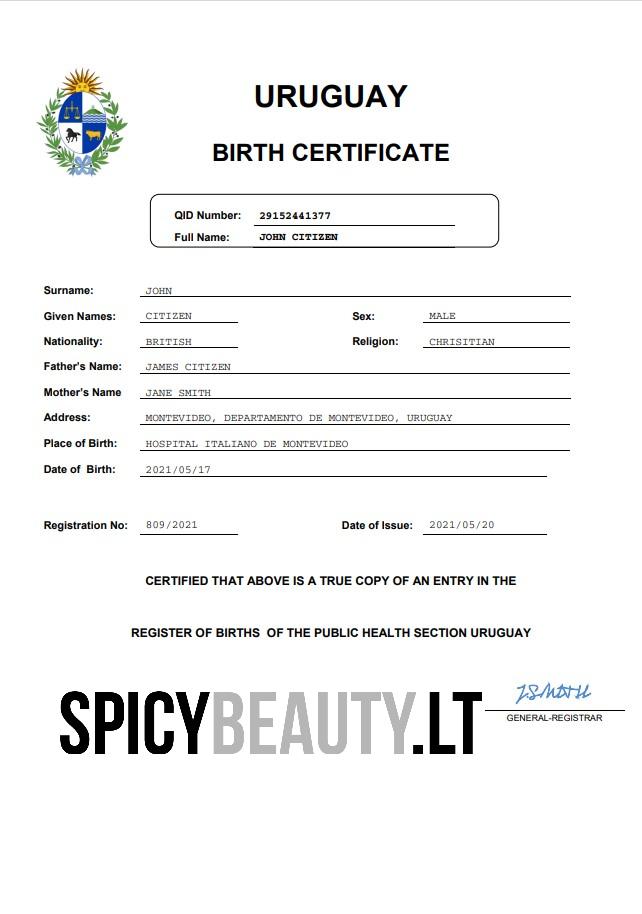 URUGUAY
BIRTH CERTIFICATE
QID Number: 29152441377
Full Name: JOHN CITIZEN
Surname: JOHN
Given Names: CITIZEN Sex: MALE
Nationality: BRITISH Religion: CHRISITIAN
Father's Name: JAMES CITIZEN
Mother's Name JANE SMITH
Address: MONTEVIDEO, DEPARTAMENTO DE MONTEVIDEO, URUGUAY
Place of Birth: HOSPITAL ITALIANO DE MONTEVIDEO
Date of Birth: 2021/05/17
Registration No: 809/2021 Date of Issue: 2021/05/20
CERTIFIED THAT ABOVE IS A TRUE COPY OF AN ENTRY IN THE
REGISTER OF BIRTHS OF THE PUBLIC HEALTH SECTION URUGUAY
SPICYBEAUTY.LT
GENERAL-REGISTRAR